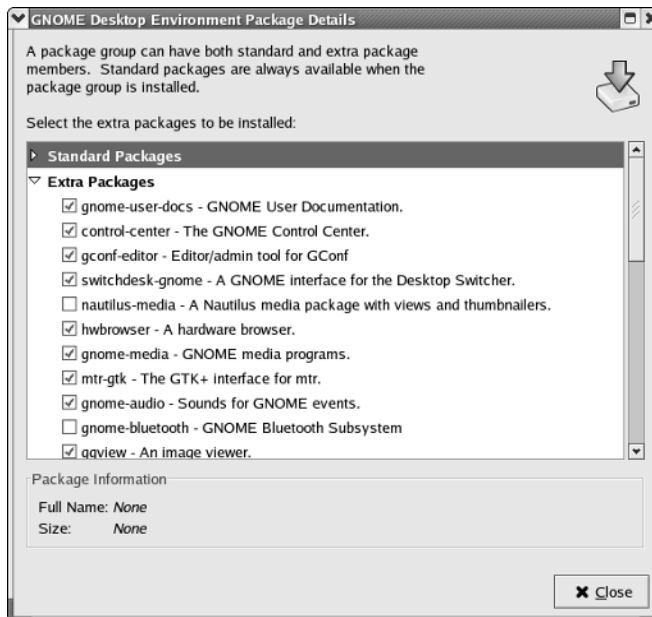 GNOME Desktop Environment Package Details
A package group can have both standard and extra package
members. Standard packages are always available when the
package group is installed.
Select the extra packages to be installed:
Standard Packages
Extra Packages
gnome-user-docs - GNOME User Documentation.
control-center - The GNOME Control Center.
gconf-editor - Editor/admin tool for GConf
switchdesk-gnome - A GNOME interface for the Desktop Switcher.
nautilus-media - A Nautilus media package with views and thumbnailers.
hwbrowser - A hardware browser.
gnome-media - GNOME media programs.
mtr-gtk - The GTK+ interface for mtr.
gnome-audio - Sounds for GNOME events.
gnome-bluetooth - GNOME Bluetooth Subsystem
gqview - An image viewer.
Package Information
Full Name: None
Size: None
Close